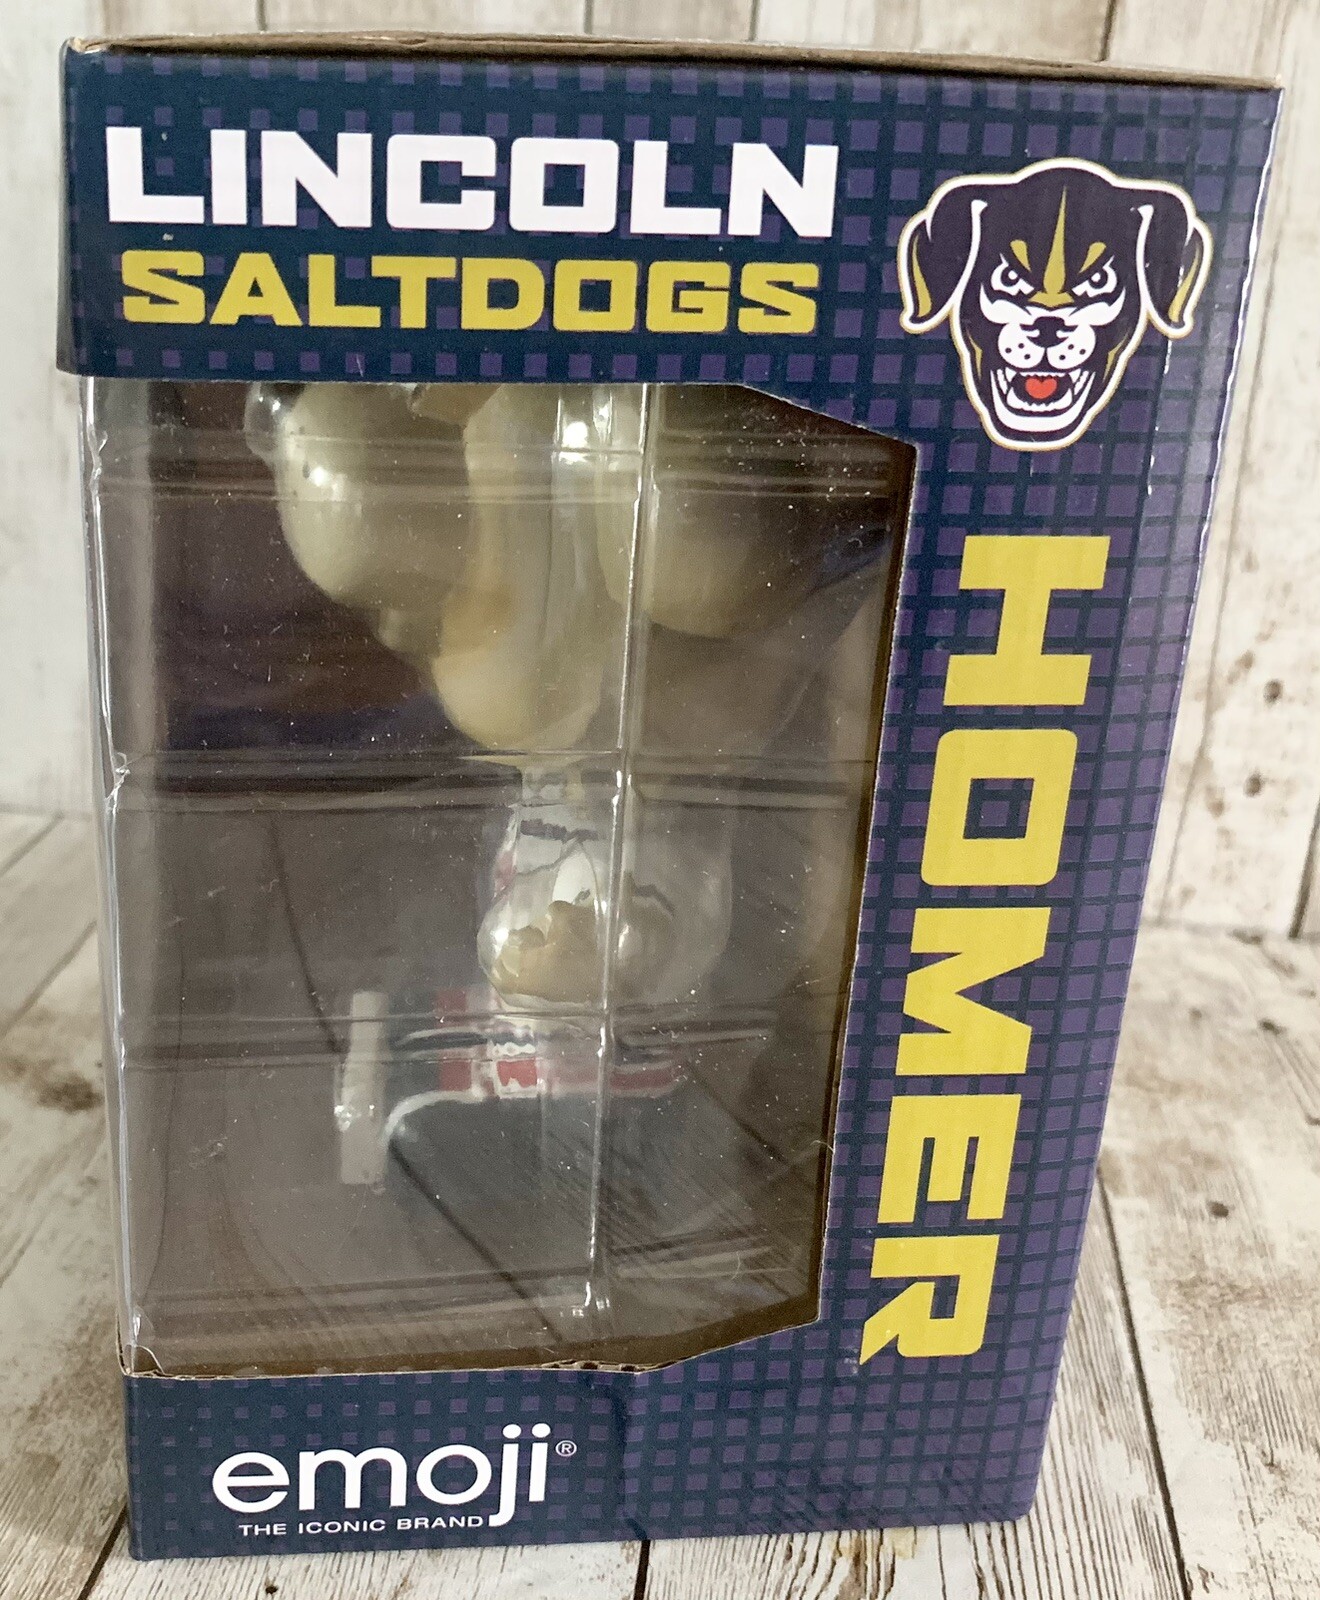 LINCOLN
SALTDOGS
HOMER
emoji®
THE ICONIC BRAND